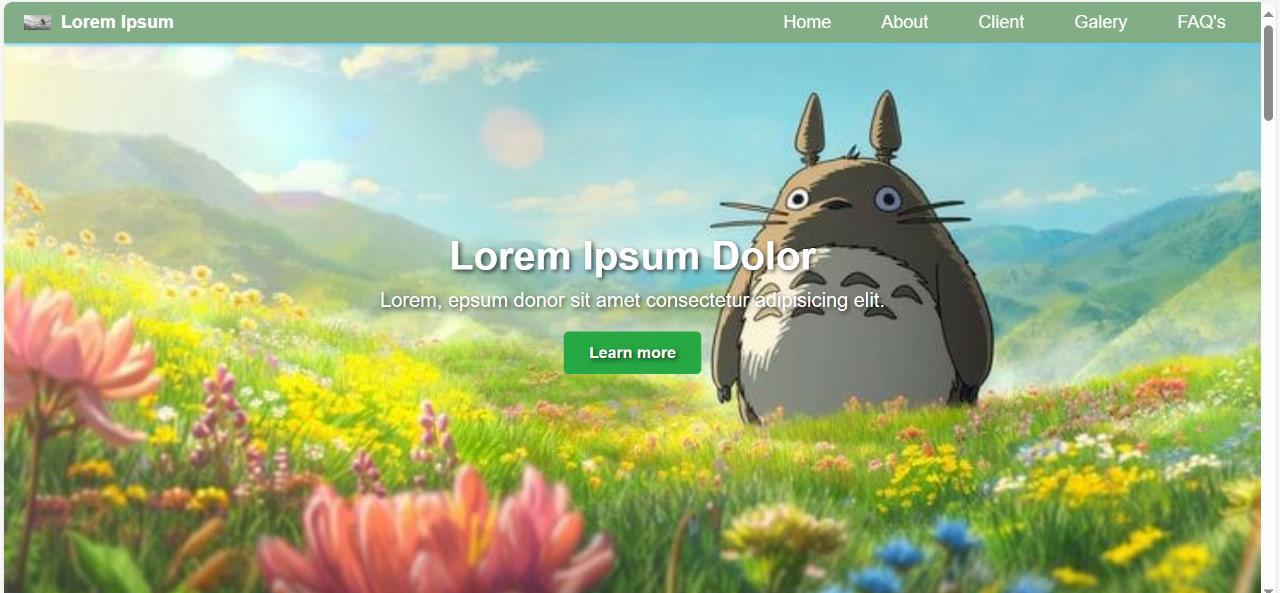 Lorem Ipsum
Home About Client Galery FAQ's
Lorem Ipsum Dolor
Lorem, epsum donor sit amet consectetur adipisicing elit.
Learn more